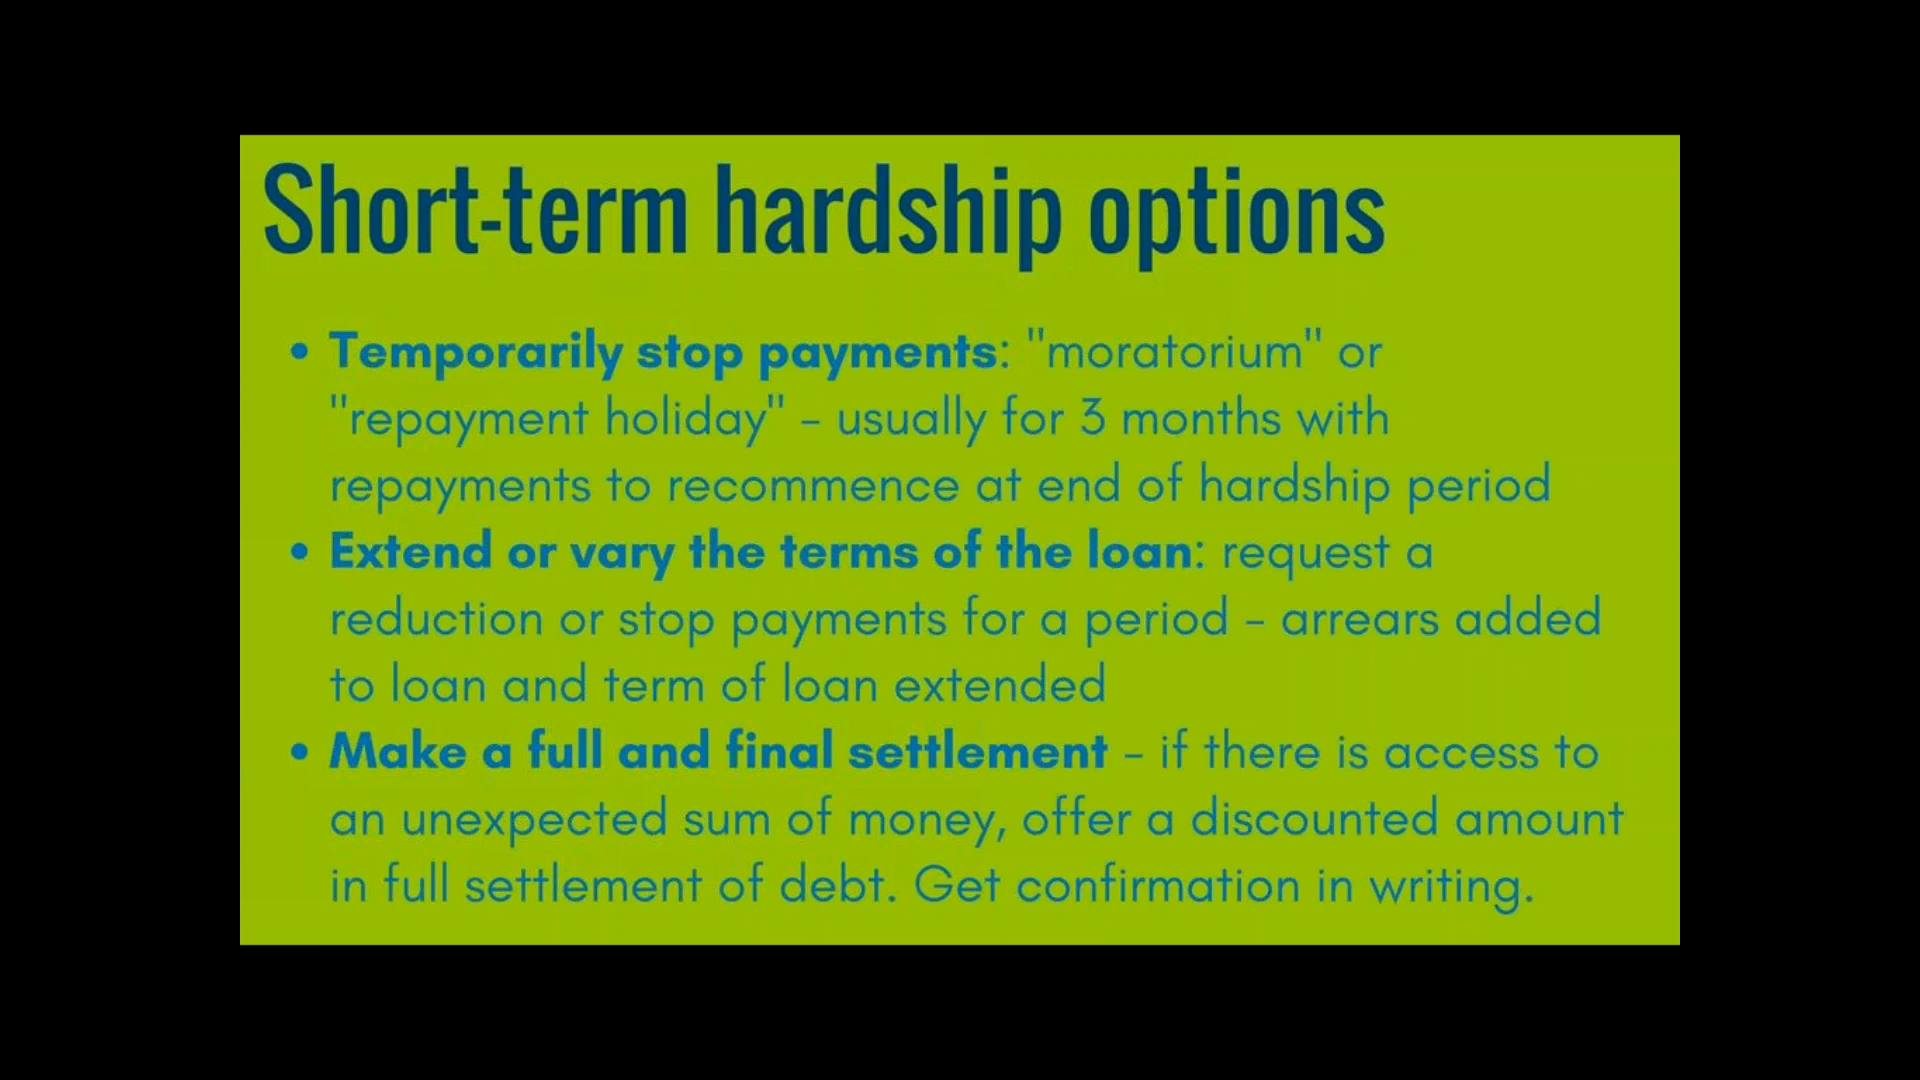 Short-term hardship options
• Temporarily stop payments: "moratorium" or
"repayment holiday" – usually for 3 months with
repayments to recommence at end of hardship period
• Extend or vary the terms of the loan: request a
reduction or stop payments for a period – arrears added
to loan and term of loan extended
• Make a full and final settlement – if there is access to
an unexpected sum of money, offer a discounted amount
in full settlement of debt. Get confirmation in writing.